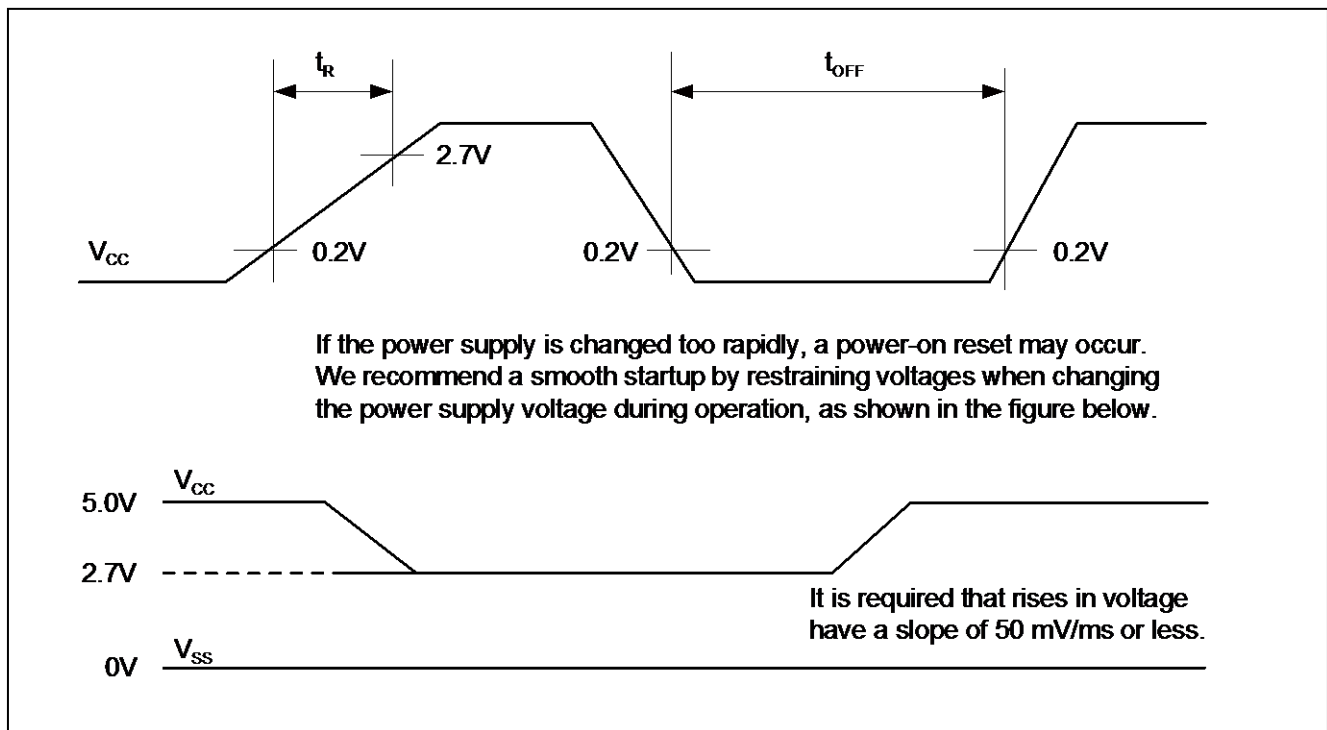 tR
tOFF
2.7V
VCC
0.2V
0.2V
0.2V
If the power supply is changed too rapidly, a power-on reset may occur.
We recommend a smooth startup by restraining voltages when changing
the power supply voltage during operation, as shown in the figure below.
VCC
5.0V
2.7V
It is required that rises in voltage
have a slope of 50 mV/ms or less.
VSS
0V